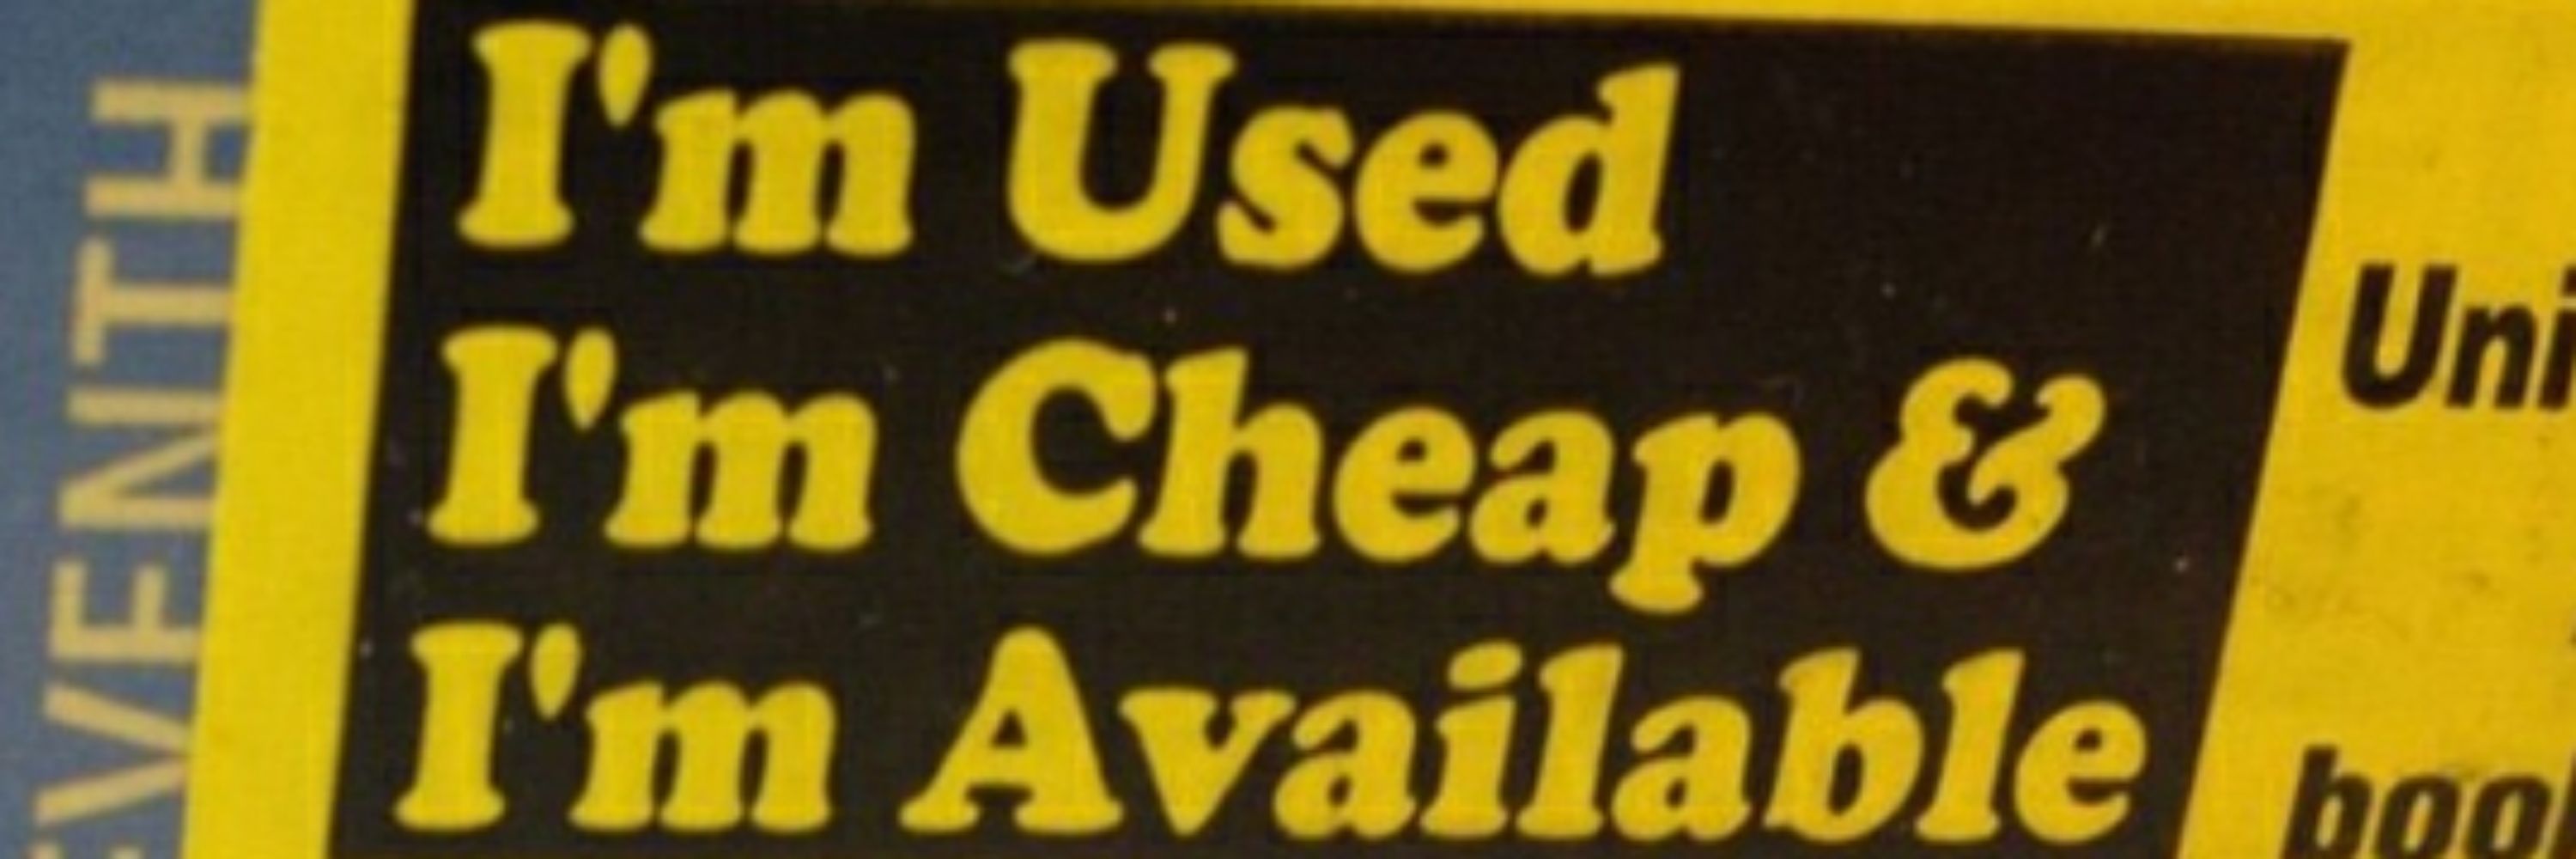 I'm Used
I'm Cheap &
I'm Available